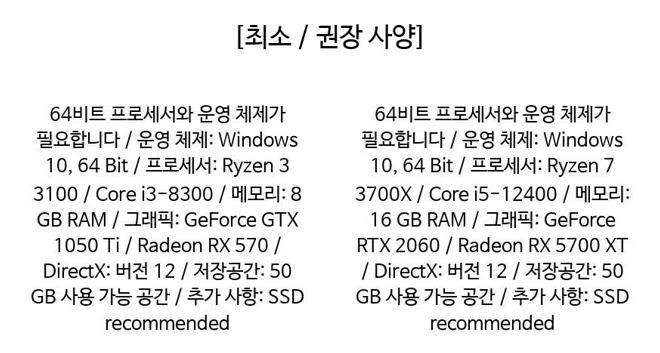 [최소 / 권장 사양]
64비트 프로세서와 운영 체제가
필요합니다 / 운영 체제: Windows
10, 64 Bit / 프로세서: Ryzen 3
3100 / Core i3-8300 / 메모리: 8
GB RAM / 그래픽: GeForce GTX
1050 Ti / Radeon RX 570 /
DirectX: 버전 12 / 저장공간: 50
GB 사용 가능 공간 / 추가 사항: SSD
recommended
64비트 프로세서와 운영 체제가
필요합니다 / 운영 체제: Windows
10, 64 Bit / 프로세서: Ryzen 7
3700X / Core i5-12400 / 메모리:
16 GB RAM / 그래픽: GeForce
RTX 2060 / Radeon RX 5700 XT
/ DirectX: 버전 12 / 저장공간: 50
GB 사용 가능 공간 / 추가 사항: SSD
recommended